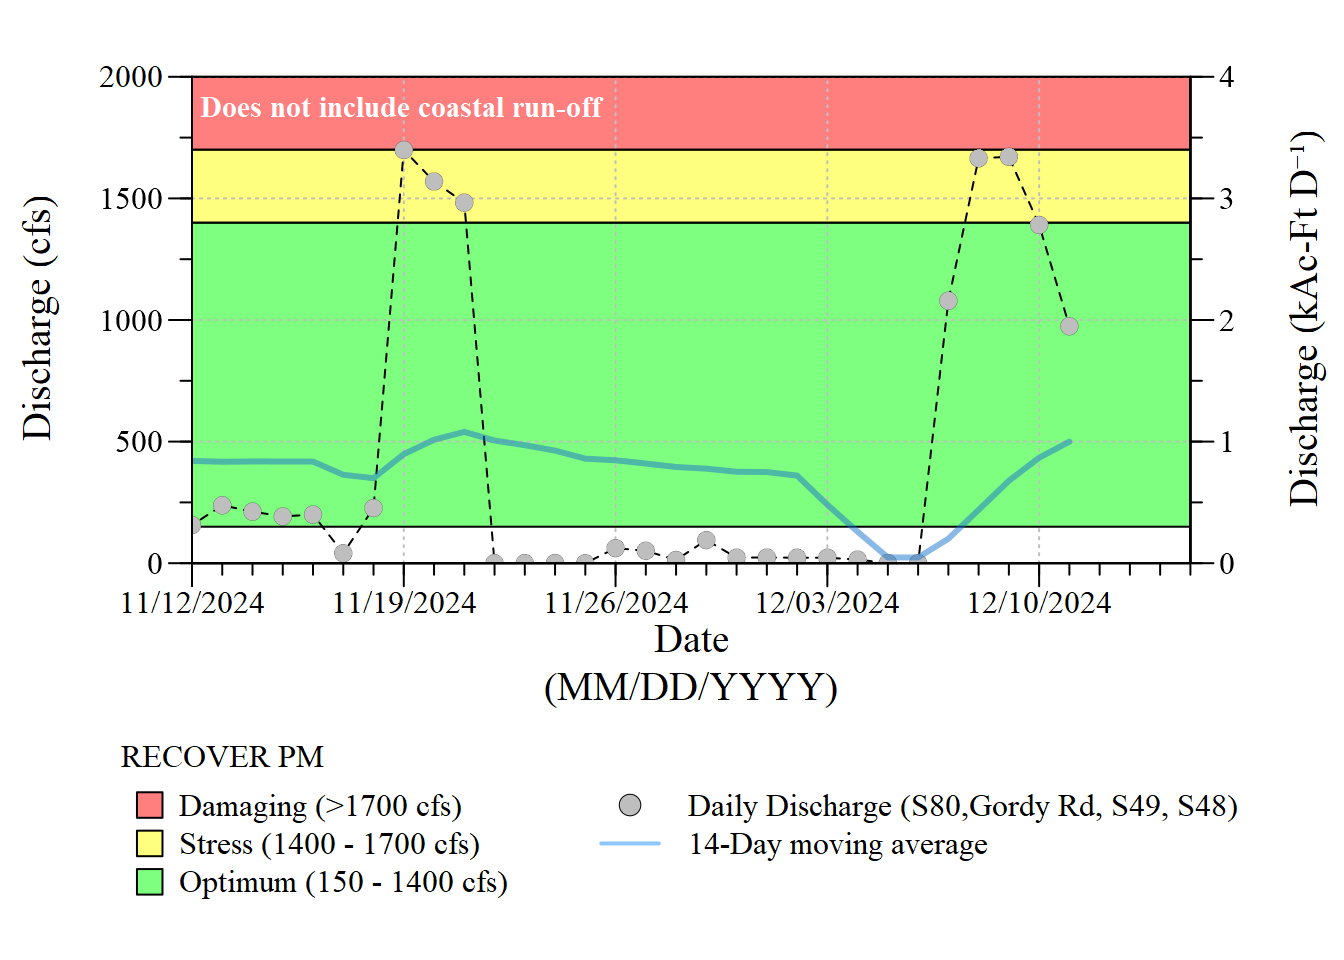 Does not include coastal run-off
2000
1500
1000
500
0
Discharge (cfs)
4
3
2
1
0
Discharge (kAc-Ft D⁻¹)
11/12/2024 11/19/2024 11/26/2024 12/03/2024 12/10/2024
Date
(MM/DD/YYYY)
RECOVER PM
Damaging (>1700 cfs)
Stress (1400 - 1700 cfs)
Optimum (150 - 1400 cfs)
Daily Discharge (S80,Gordy Rd, S49, S48)
14-Day moving average